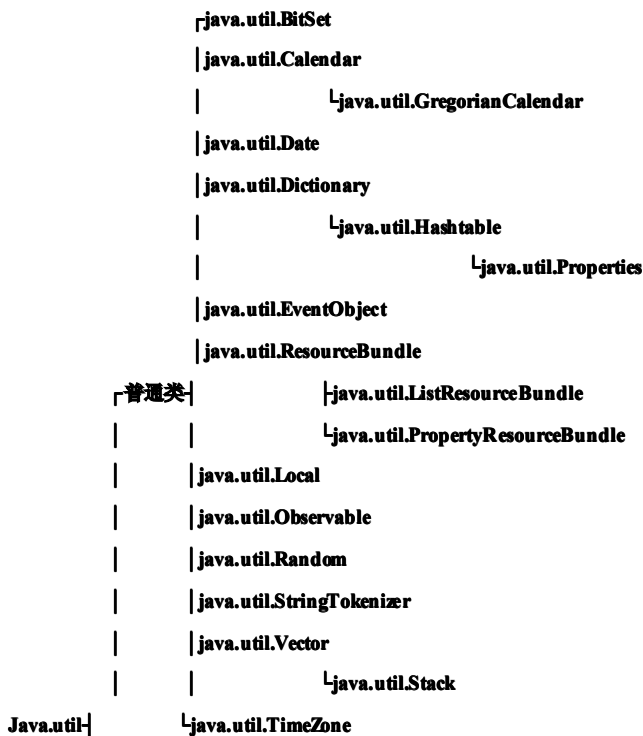 ┌java.util.BitSet
│java.util.Calendar
│ └java.util.GregorianCalendar
│java.util.Date
│java.util.Dictionary
│ └java.util.Hashtable
│ └java.util.Properties
│java.util.EventObject
│java.util.ResourceBundle
┌普通类┤ ├java.util.ListResourceBundle
│ │ └java.util.PropertyResourceBundle
│ │java.util.Local
│ │java.util.Observable
│ │java.util.Random
│ │java.util.StringTokenizer
│ │java.util.Vector
│ │ └java.util.Stack
Java.util┤ └java.util.TimeZone